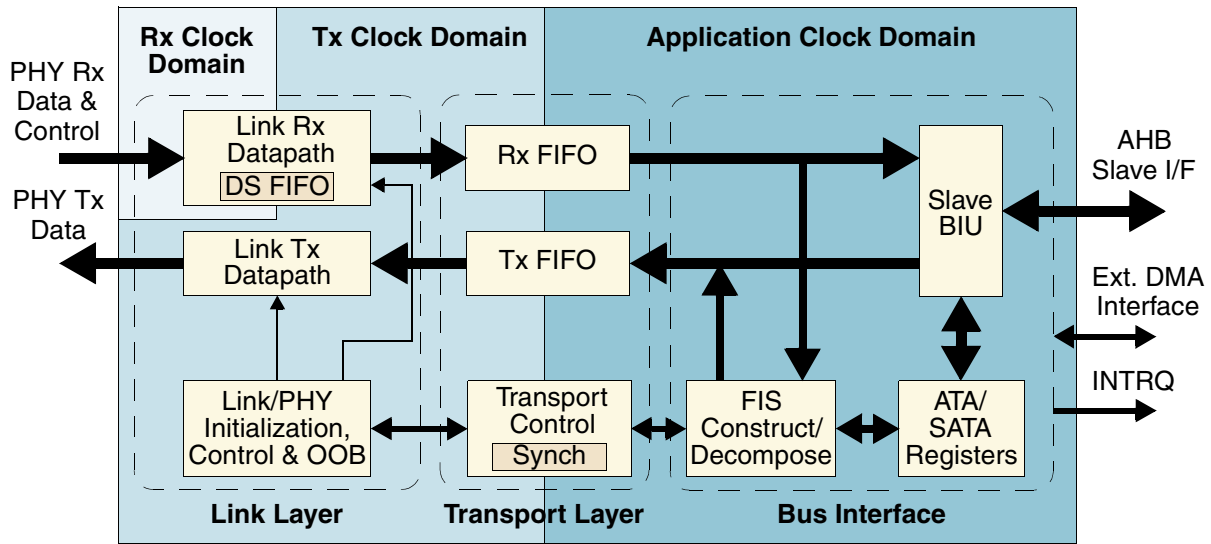 Rx Clock
Domain
Tx Clock Domain
Application Clock Domain
PHY Rx
Data &
Control
PHY Tx
Data
Link Rx
Datapath
DS FIFO
Rx FIFO
Slave
BIU
AHB
Slave I/F
Link Tx
Datapath
Tx FIFO
Ext. DMA
Interface
INTRQ
Link/PHY
Initialization,
Control & OOB
Transport
Control
Synch
FIS
Construct/
Decompose
ATA/
SATA
Registers
Link Layer
Transport Layer
Bus Interface